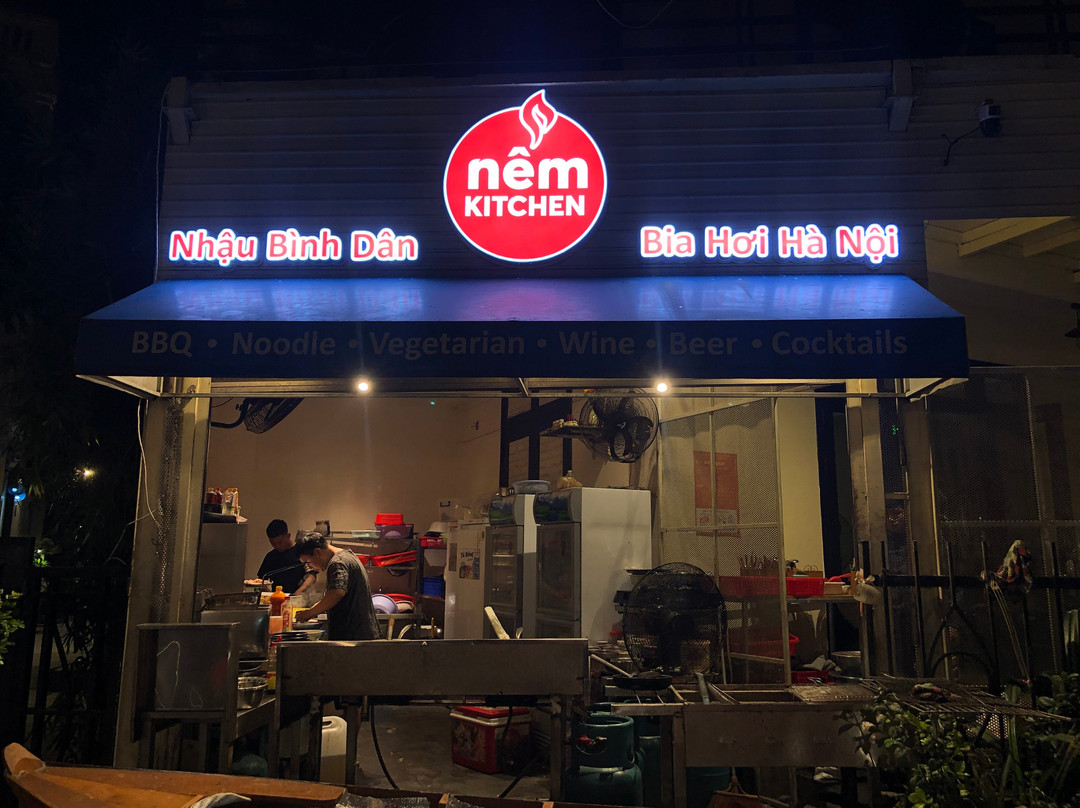 nêm
KITCHEN
Nhậu Bình Dân
Bia Hơi Hà Nội
BBQ • Noodle • Vegetarian • Wine • Beer • Cocktails